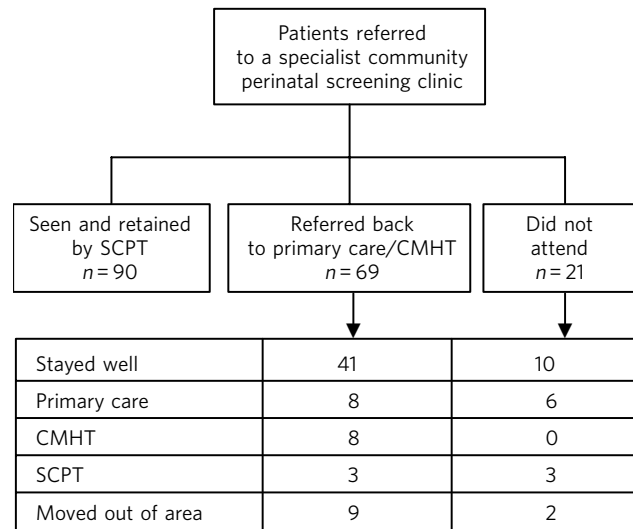 Patients referred
to a specialist community
perinatal screening clinic
Seen and retained
by SCPT
n = 90
Referred back
to primary care/CMHT
n = 69
Did not
attend
n = 21
Stayed well 41 10
Primary care 8 6
CMHT 8 0
SCPT 3 3
Moved out of area 9 2